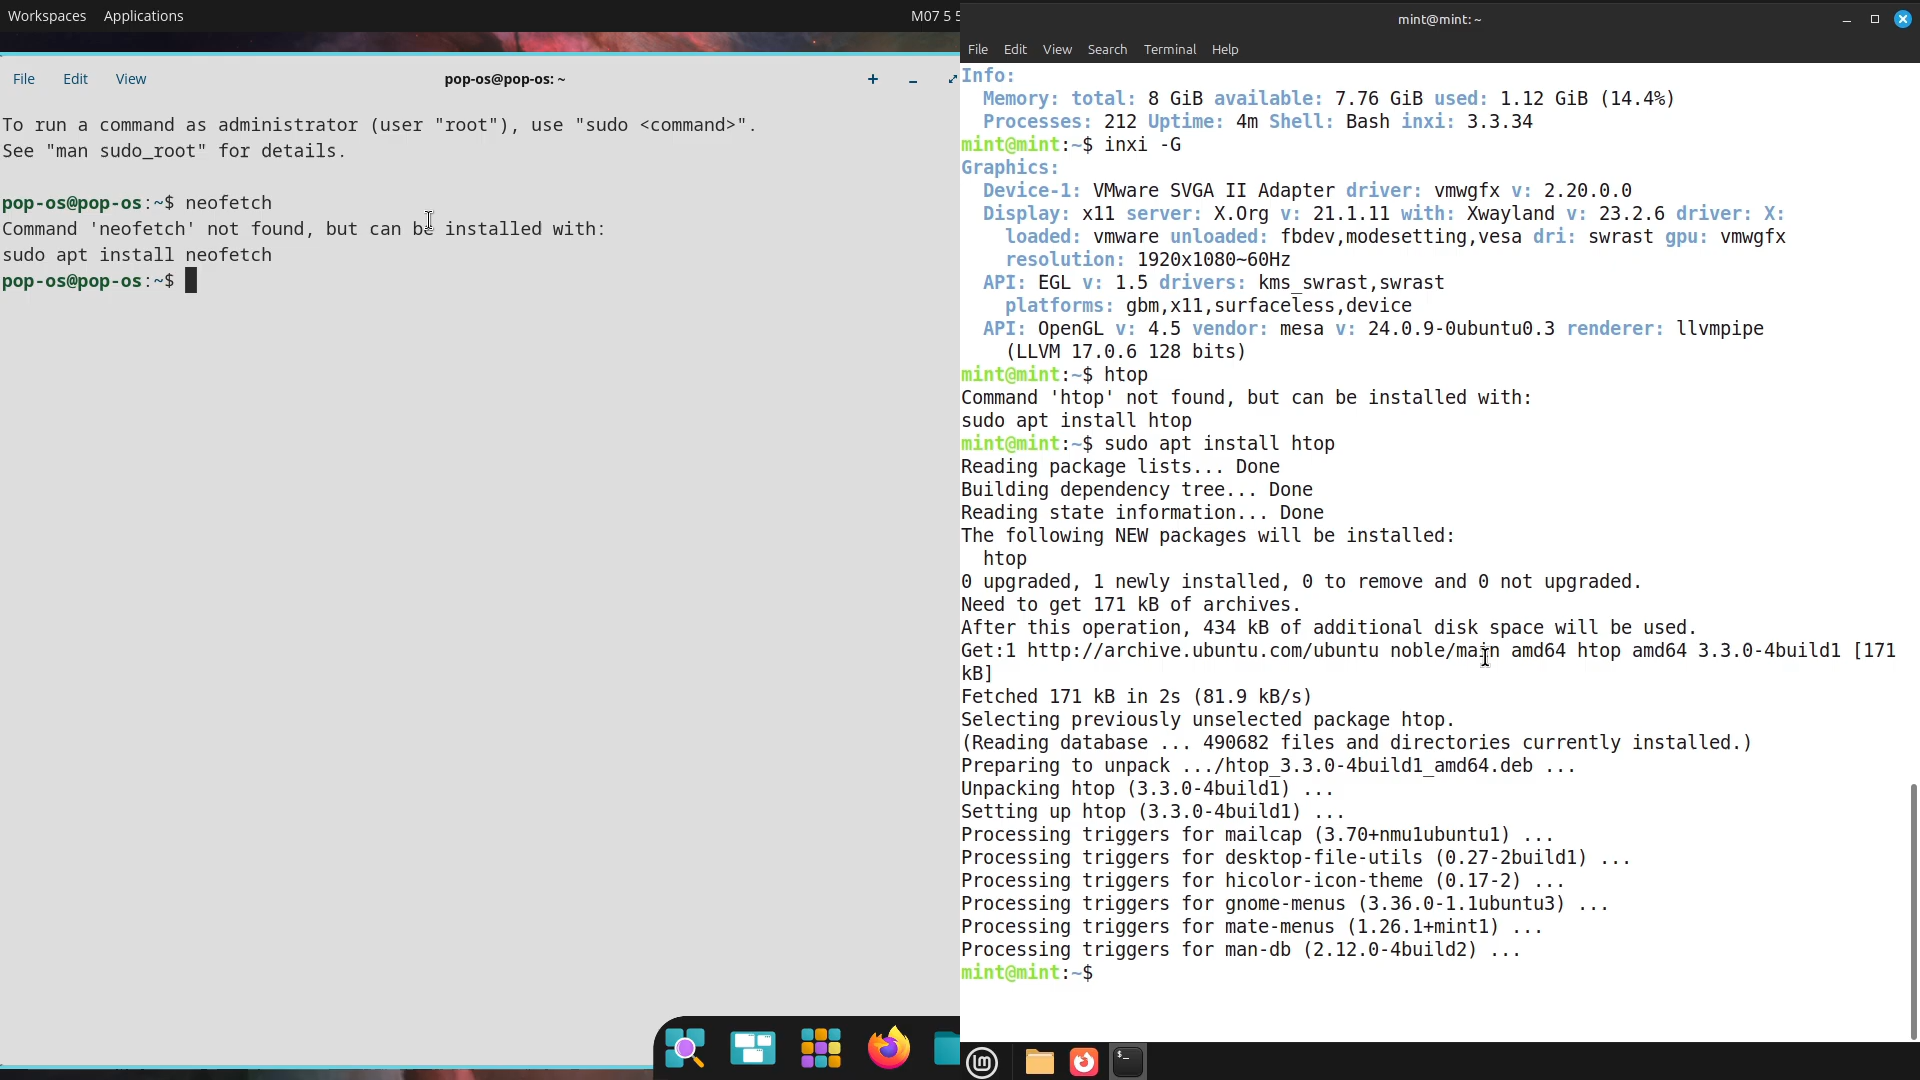 Workspaces Applications M07 5 5
File Edit View pop-os@pop-os: ~
To run a command as administrator (user "root"), use "sudo <command>".
See "man sudo_root" for details.
pop-os@pop-os:~$ neofetch
Command 'neofetch' not found, but can be installed with:
sudo apt install neofetch
pop-os@pop-os:~$
mint@mint: ~
File Edit View Search Terminal Help
Info:
Memory: total: 8 GiB available: 7.76 GiB used: 1.12 GiB (14.4%)
Processes: 212 Uptime: 4m Shell: Bash inxi: 3.3.34
mint@mint:~$ inxi -G
Graphics:
Device-1: VMware SVGA II Adapter driver: vmwgfx v: 2.20.0.0
Display: x11 server: X.Org v: 21.1.11 with: Xwayland v: 23.2.6 driver: X:
loaded: vmware unloaded: fbdev,modesetting,vesa dri: swrast gpu: vmwgfx
resolution: 1920x1080~60Hz
API: EGL v: 1.5 drivers: kms_swrast,swrast
platforms: gbm,x11,surfaceless,device
API: OpenGL v: 4.5 vendor: mesa v: 24.0.9-0ubuntu0.3 renderer: llvmpipe
(LLVM 17.0.6 128 bits)
mint@mint:~$ htop
Command 'htop' not found, but can be installed with:
sudo apt install htop
mint@mint:~$ sudo apt install htop
Reading package lists... Done
Building dependency tree... Done
Reading state information... Done
The following NEW packages will be installed:
htop
0 upgraded, 1 newly installed, 0 to remove and 0 not upgraded.
Need to get 171 kB of archives.
After this operation, 434 kB of additional disk space will be used.
Get:1 http://archive.ubuntu.com/ubuntu noble/main amd64 htop amd64 3.3.0-4build1 [171
kB]
Fetched 171 kB in 2s (81.9 kB/s)
Selecting previously unselected package htop.
(Reading database ... 490682 files and directories currently installed.)
Preparing to unpack .../htop_3.3.0-4build1_amd64.deb ...
Unpacking htop (3.3.0-4build1) ...
Setting up htop (3.3.0-4build1) ...
Processing triggers for mailcap (3.70+nmu1ubuntu1) ...
Processing triggers for desktop-file-utils (0.27-2build1) ...
Processing triggers for hicolor-icon-theme (0.17-2) ...
Processing triggers for gnome-menus (3.36.0-1.1ubuntu3) ...
Processing triggers for mate-menus (1.26.1+mint1) ...
Processing triggers for man-db (2.12.0-4build2) ...
mint@mint:~$